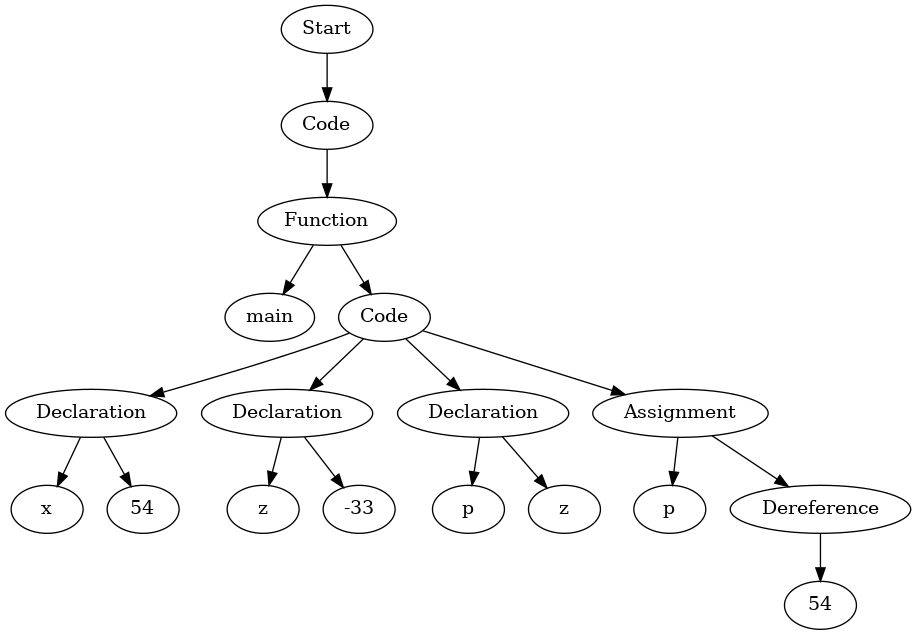 Start
Code
Function
main
Code
Declaration
Declaration
Declaration
Assignment
x
54
z
-33
p
z
p
Dereference
54